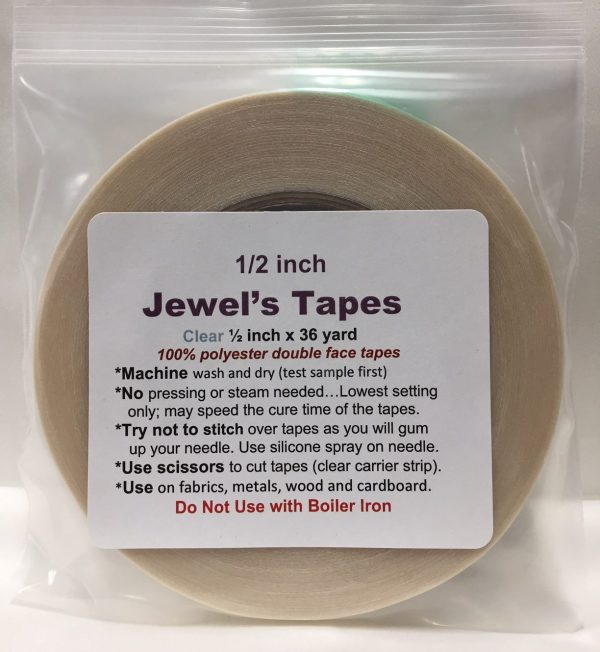 1/2 inch
Jewel's Tapes
Clear ½ inch x 36 yard
100% polyester double face tapes
*Machine wash and dry (test sample first)
*No pressing or steam needed...Lowest setting
only; may speed the cure time of the tapes.
*Try not to stitch over tapes as you will gum
up your needle. Use silicone spray on needle.
*Use scissors to cut tapes (clear carrier strip).
*Use on fabrics, metals, wood and cardboard.
Do Not Use with Boiler Iron